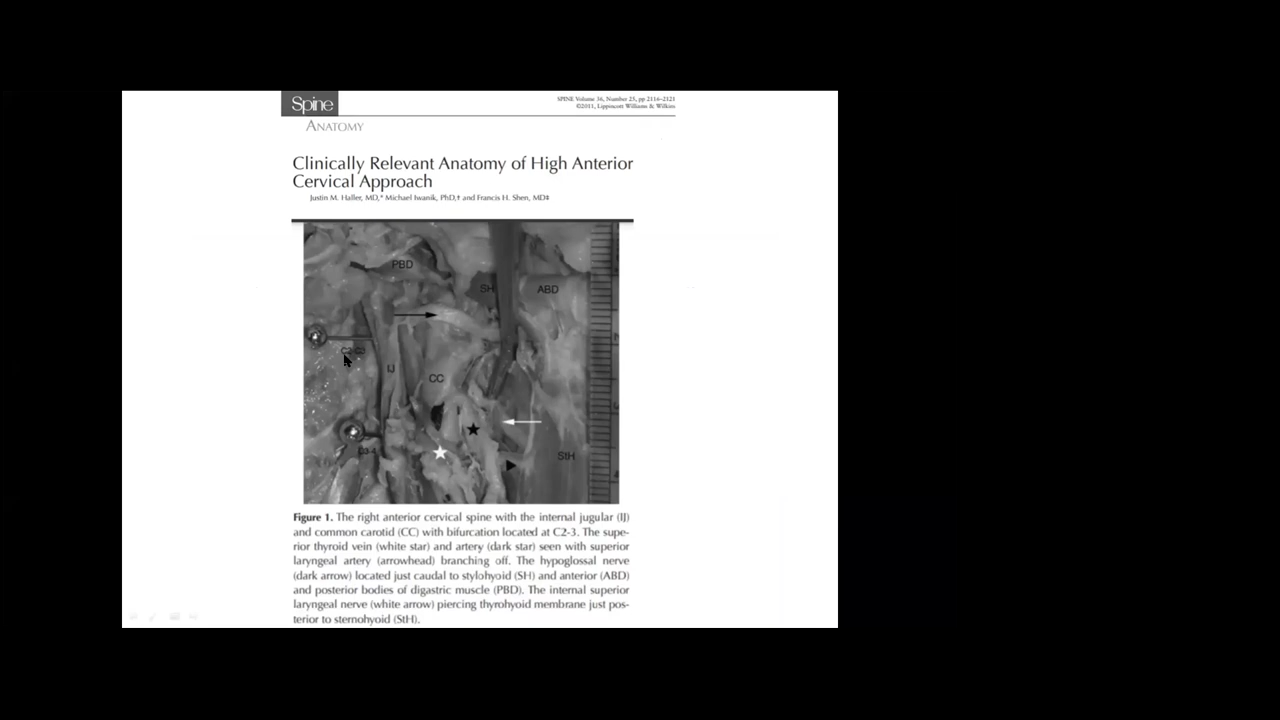 Spine
SPINE Volume 36, Number 25, pp 2116–2121
©2011, Lippincott Williams & Wilkins
ANATOMY
Clinically Relevant Anatomy of High Anterior
Cervical Approach
Justin M. Haller, MD,* Michael Iwanik, PhD,† and Francis H. Shen, MD‡
PBD
SH
ABD
IJ
CC
StH
Figure 1. The right anterior cervical spine with the internal jugular (IJ)
and common carotid (CC) with bifurcation located at C2-3. The supe-
rior thyroid vein (white star) and artery (dark star) seen with superior
laryngeal artery (arrowhead) branching off. The hypoglossal nerve
(dark arrow) located just caudal to stylohyoid (SH) and anterior (ABD)
and posterior bodies of digastric muscle (PBD). The internal superior
laryngeal nerve (white arrow) piercing thyrohyoid membrane just pos-
terior to sternohyoid (StH).